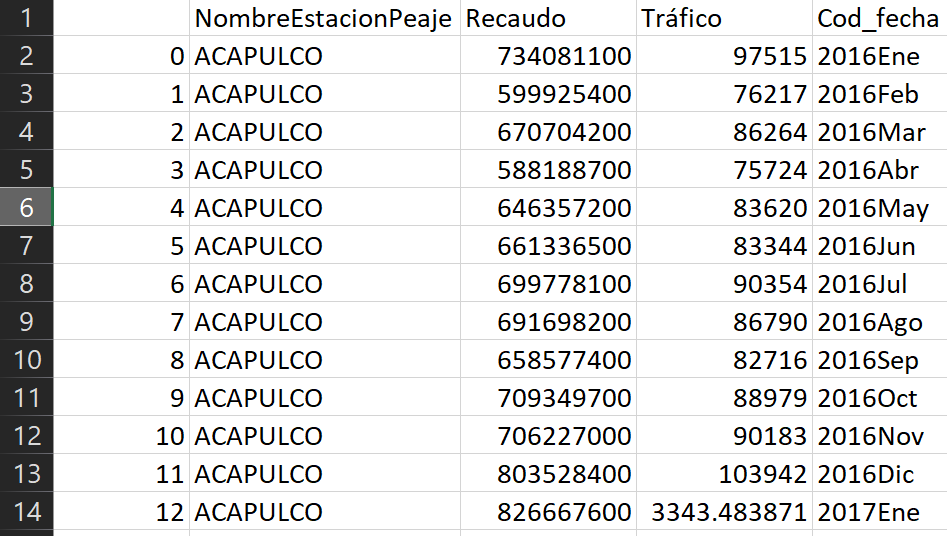 1 NombreEstacionPeaje Recaudo Tráfico Cod_fecha
2 0 ACAPULCO 734081100 97515 2016Ene
3 1 ACAPULCO 599925400 76217 2016Feb
4 2 ACAPULCO 670704200 86264 2016Mar
5 3 ACAPULCO 588188700 75724 2016Abr
6 4 ACAPULCO 646357200 83620 2016May
7 5 ACAPULCO 661336500 83344 2016Jun
8 6 ACAPULCO 699778100 90354 2016Jul
9 7 ACAPULCO 691698200 86790 2016Ago
10 8 ACAPULCO 658577400 82716 2016Sep
11 9 ACAPULCO 709349700 88979 2016Oct
12 10 ACAPULCO 706227000 90183 2016Nov
13 11 ACAPULCO 803528400 103942 2016Dic
14 12 ACAPULCO 826667600 3343.483871 2017Ene